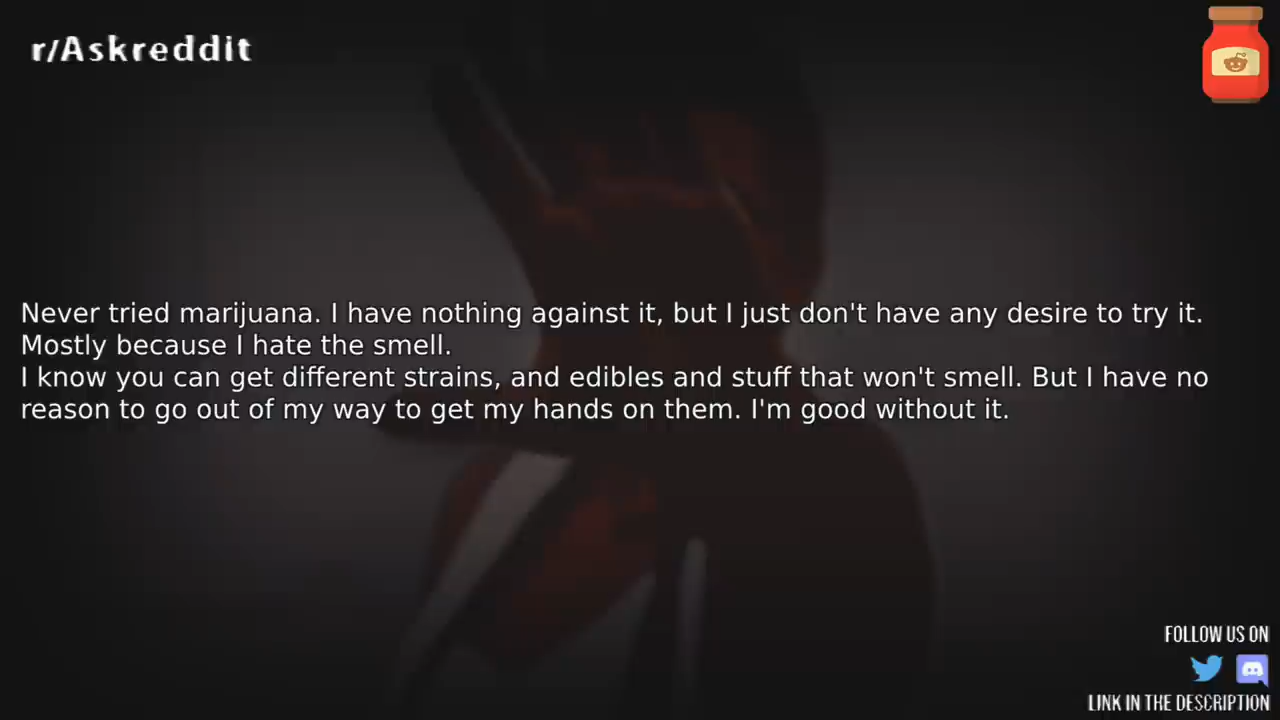 r/Askreddit
Never tried marijuana. I have nothing against it, but I just don't have any desire to try it.
Mostly because I hate the smell.
I know you can get different strains, and edibles and stuff that won't smell. But I have no
reason to go out of my way to get my hands on them. I'm good without it.
FOLLOW US ON
LINK IN THE DESCRIPTION